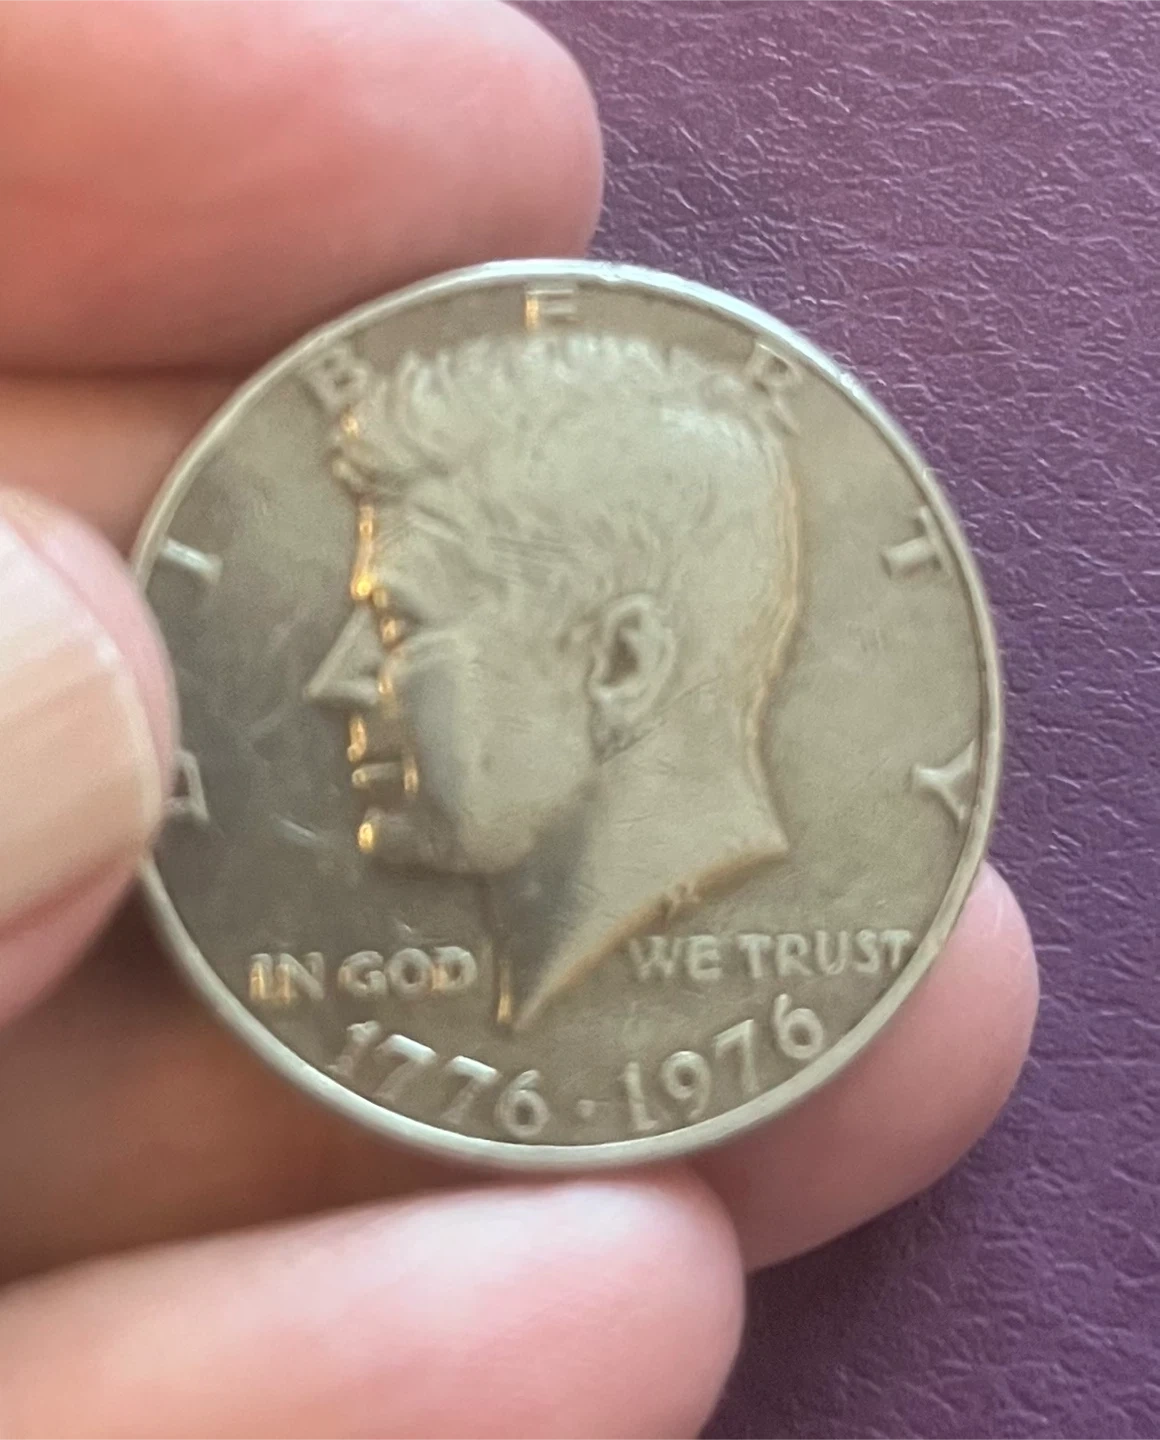 LIBERTY
IN GOD WE TRUST
1776 · 1976